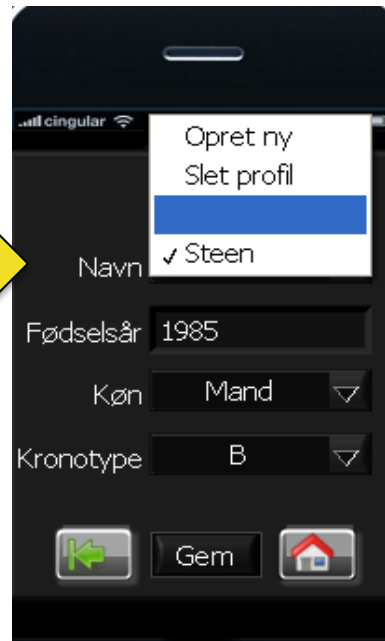 cingular
Opret ny
Slet profil
✓ Steen
Navn
Fødselsår 1985
Køn Mand
Kronotype B
Gem